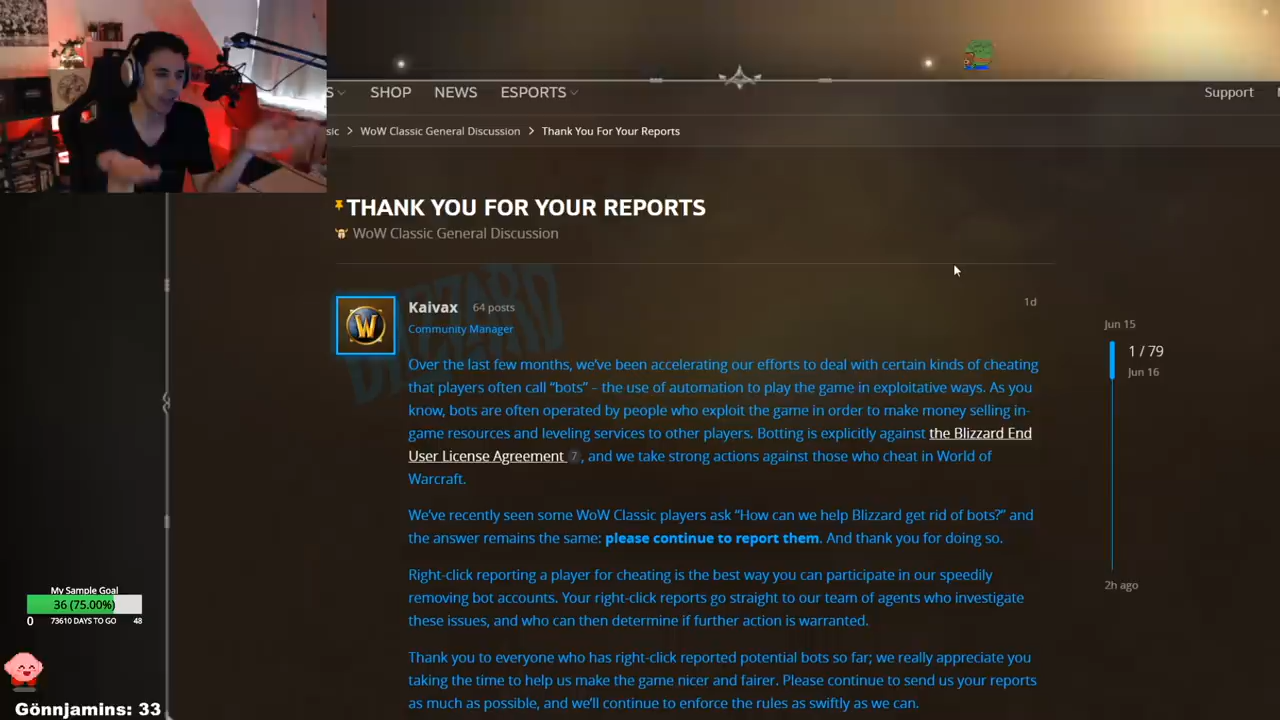 S
SHOP
NEWS
ESPORTS
Support
sic
WoW Classic General Discussion
Thank You For Your Reports
THANK YOU FOR YOUR REPORTS
WoW Classic General Discussion
Kaivax 64 posts
1d
Community Manager
Over the last few months, we’ve been accelerating our efforts to deal with certain kinds of cheating
that players often call “bots” – the use of automation to play the game in exploitative ways. As you
know, bots are often operated by people who exploit the game in order to make money selling in-
game resources and leveling services to other players. Botting is explicitly against the Blizzard End
User License Agreement 7, and we take strong actions against those who cheat in World of
Warcraft.
We’ve recently seen some WoW Classic players ask “How can we help Blizzard get rid of bots?” and
the answer remains the same: please continue to report them. And thank you for doing so.
Right-click reporting a player for cheating is the best way you can participate in our speedily
removing bot accounts. Your right-click reports go straight to our team of agents who investigate
these issues, and who can then determine if further action is warranted.
Thank you to everyone who has right-click reported potential bots so far; we really appreciate you
taking the time to help us make the game nicer and fairer. Please continue to send us your reports
as much as possible, and we’ll continue to enforce the rules as swiftly as we can.
Jun 15
1 / 79
Jun 16
2h ago
BLIZZARD
W
My Sample Goal
36 (75.00%)
0 73610 DAYS TO GO 48
Gönnjamins: 33